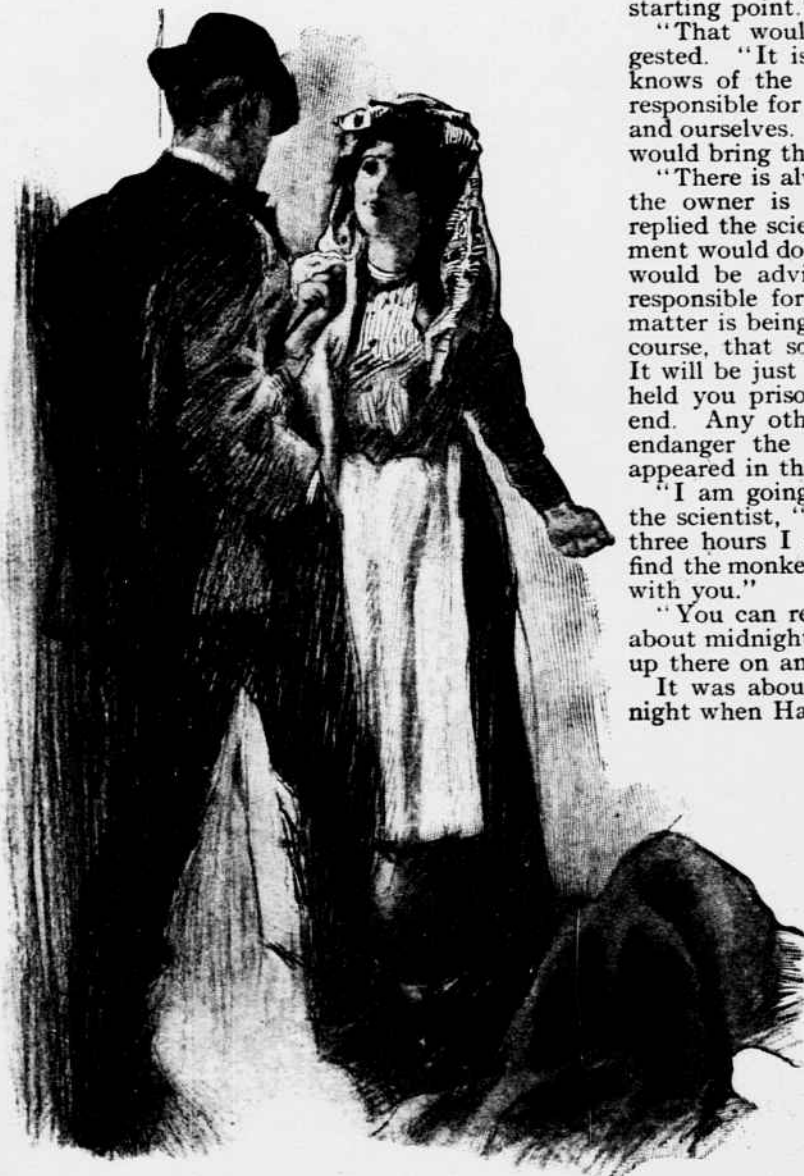 starting point.
"That would
gested. "It is
knows of the
responsible for
and ourselves.
would bring th
"There is al
the owner is
replied the scie
ment would do
would be advi
responsible for
matter is being
course, that so
It will be just
held you priso
end. Any oth
endanger the
appeared in th
"I am going
the scientist, "
three hours I
find the monke
with you."
"You can re
about midnight
up there on an
It was abou
night when Ha